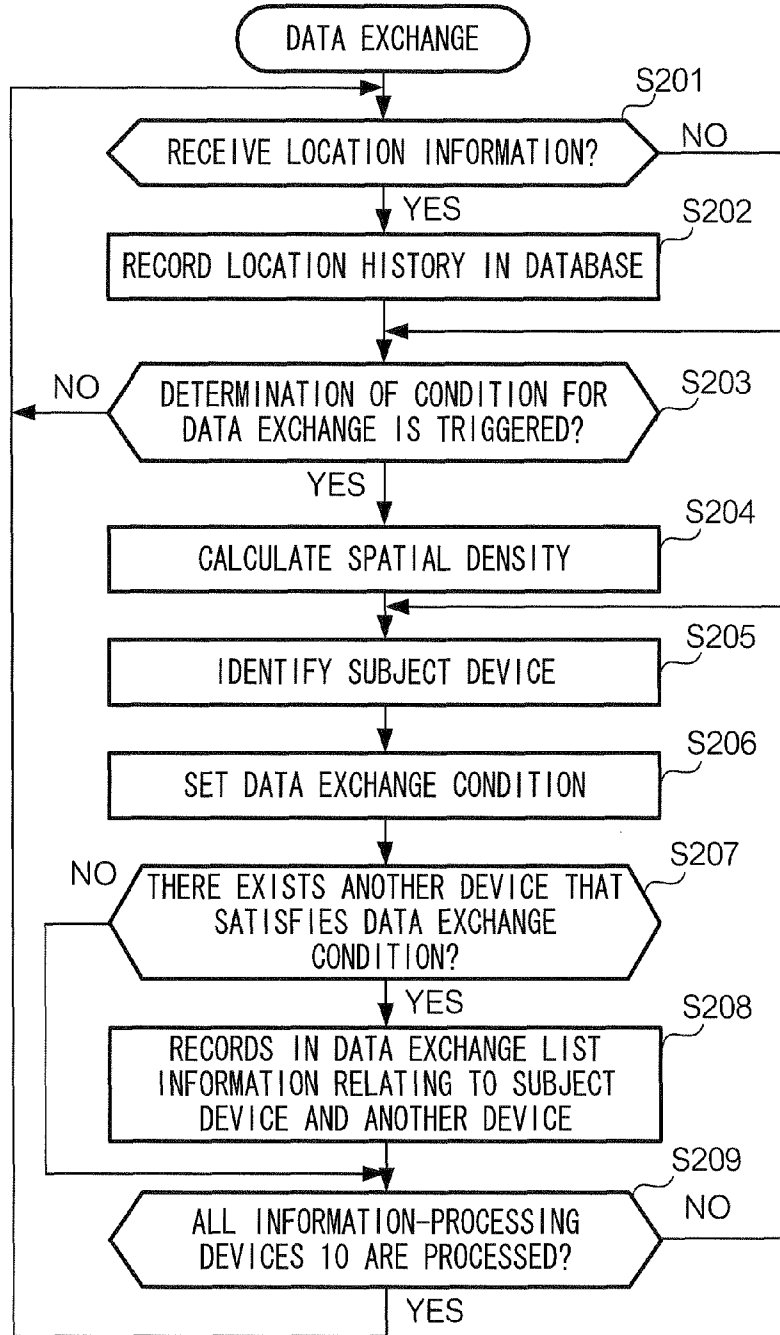 DATA EXCHANGE
S201
RECEIVE LOCATION INFORMATION?
NO
YES
S202
RECORD LOCATION HISTORY IN DATABASE
NO
DETERMINATION OF CONDITION FOR
DATA EXCHANGE IS TRIGGERED?
S203
YES
S204
CALCULATE SPATIAL DENSITY
S205
IDENTIFY SUBJECT DEVICE
S206
SET DATA EXCHANGE CONDITION
S207
NO
THERE EXISTS ANOTHER DEVICE THAT
SATISFIES DATA EXCHANGE
CONDITION?
YES
S208
RECORDS IN DATA EXCHANGE LIST
INFORMATION RELATING TO SUBJECT
DEVICE AND ANOTHER DEVICE
S209
ALL INFORMATION-PROCESSING
DEVICES 10 ARE PROCESSED?
NO
YES